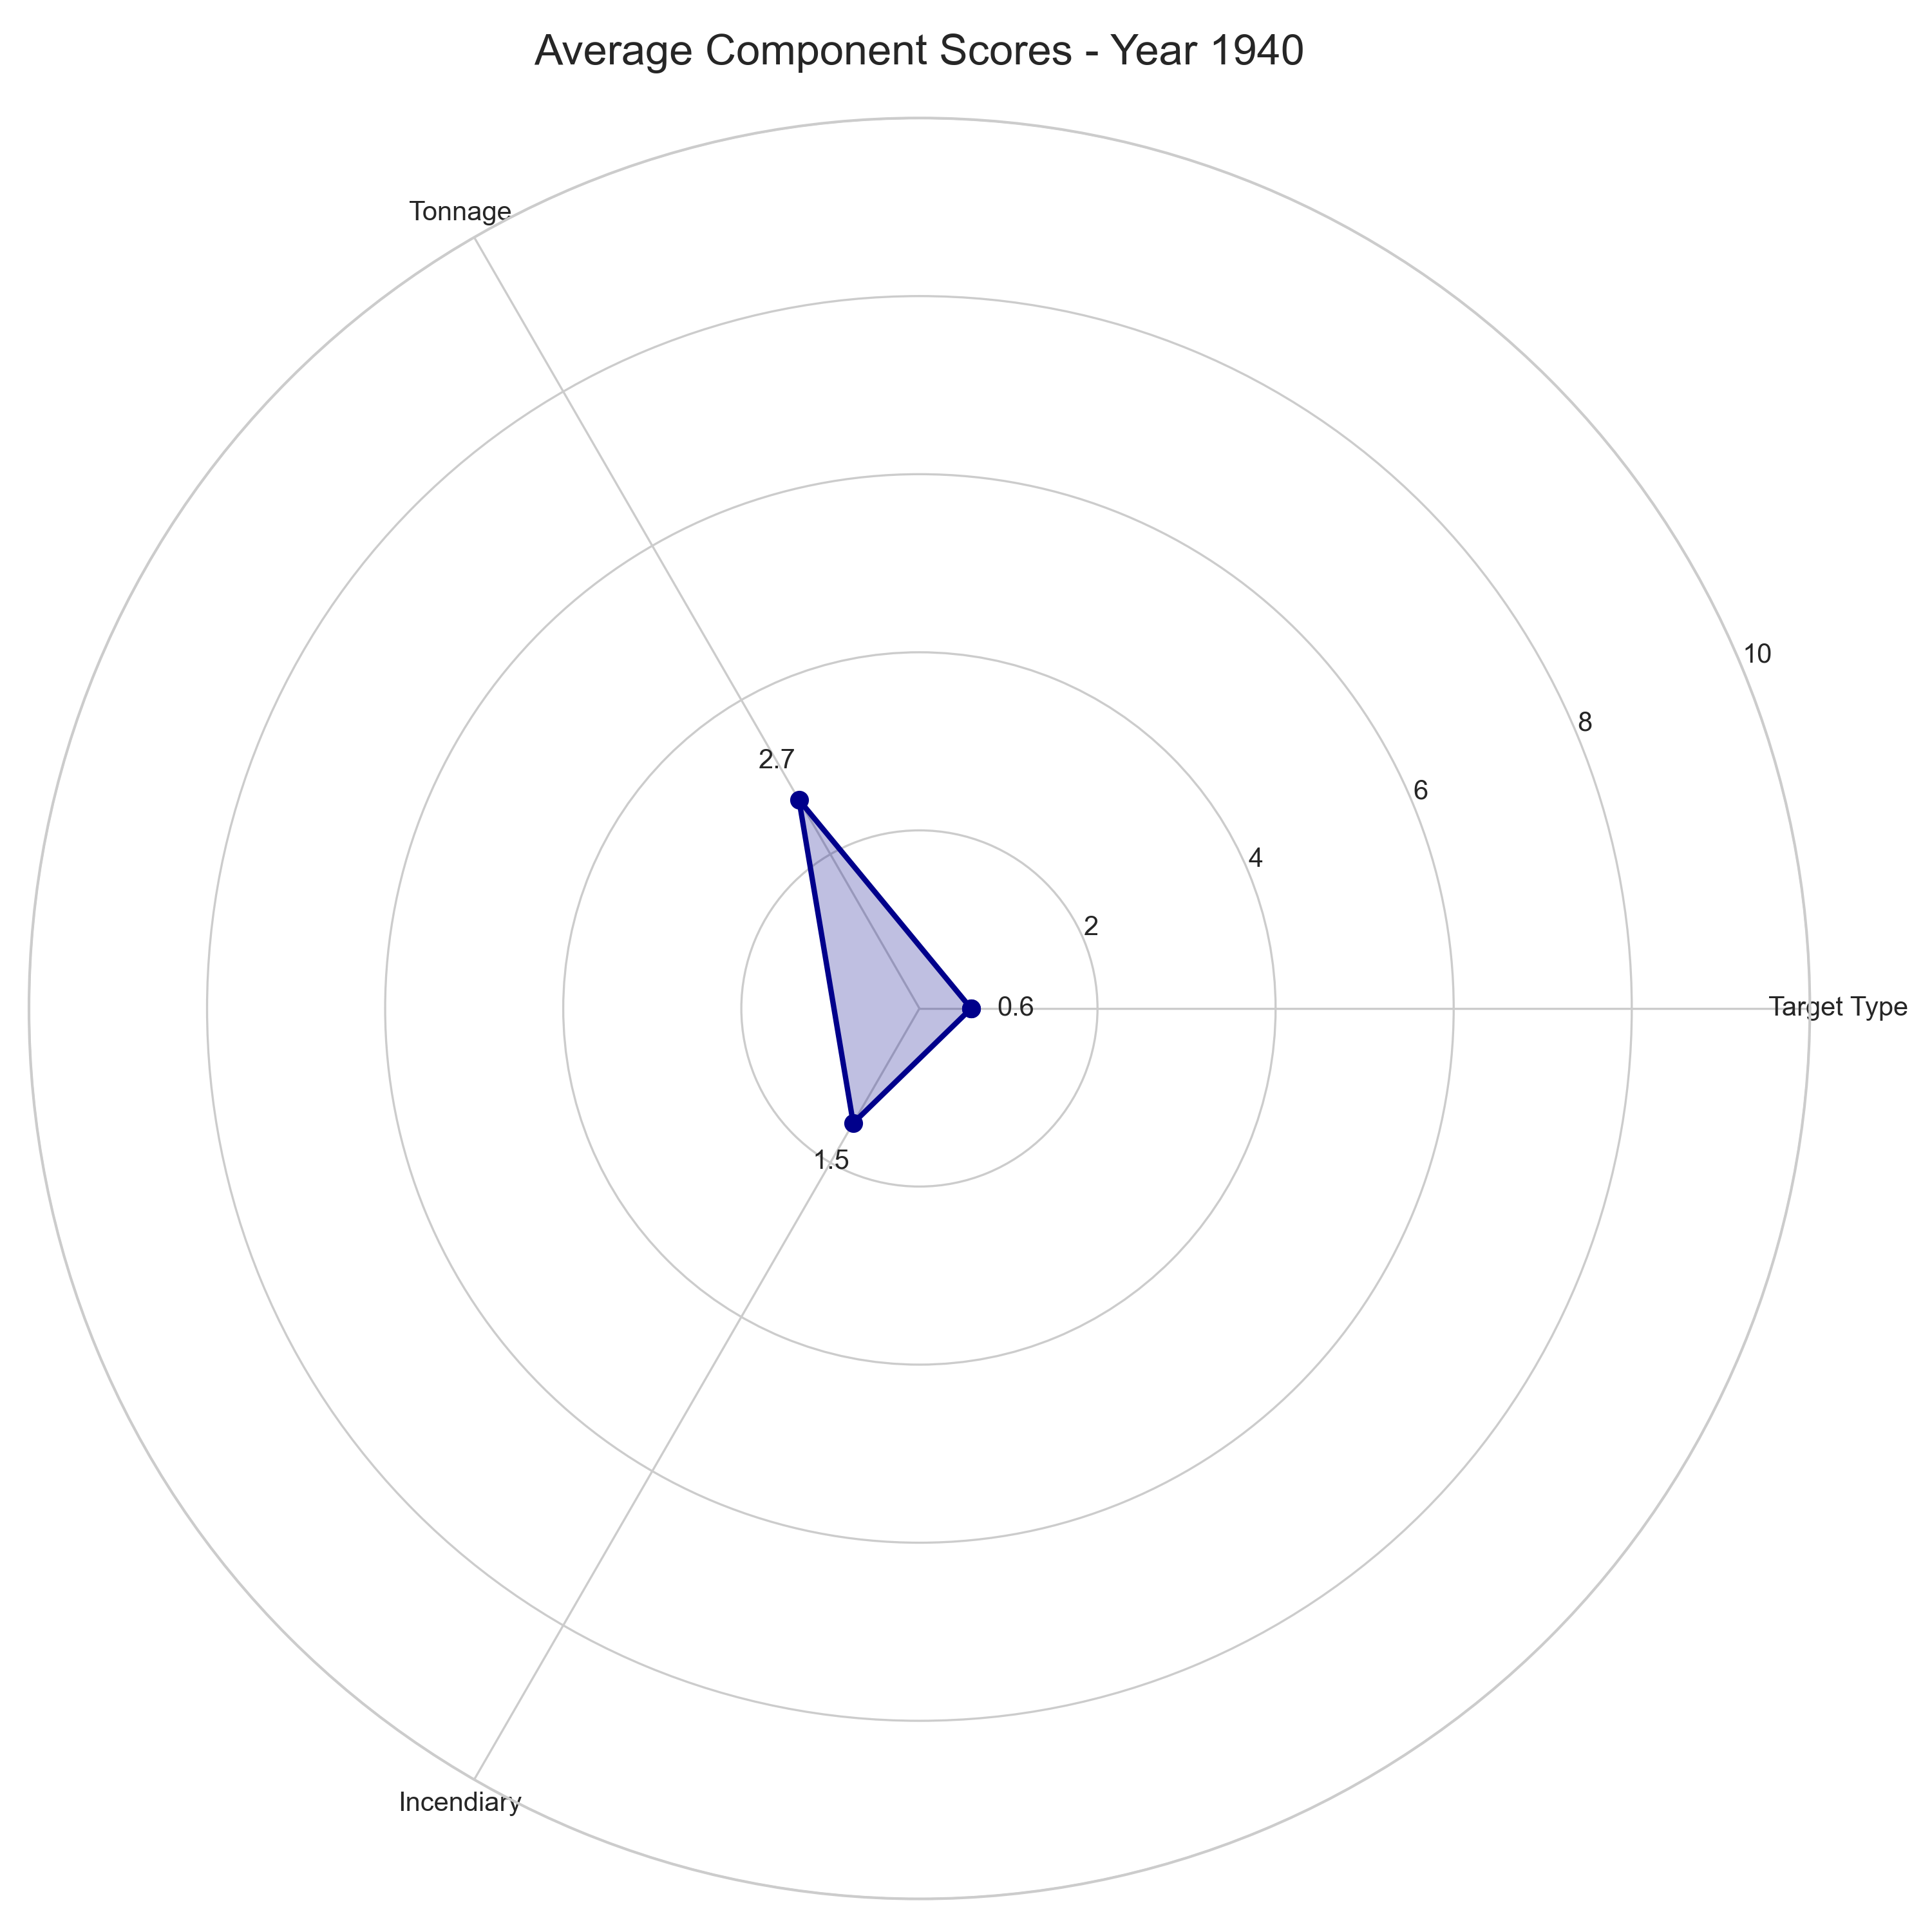 Average Component Scores - Year 1940
Tonnage
10
8
2.7
6
4
2
0.6
Target Type
1.5
Incendiary